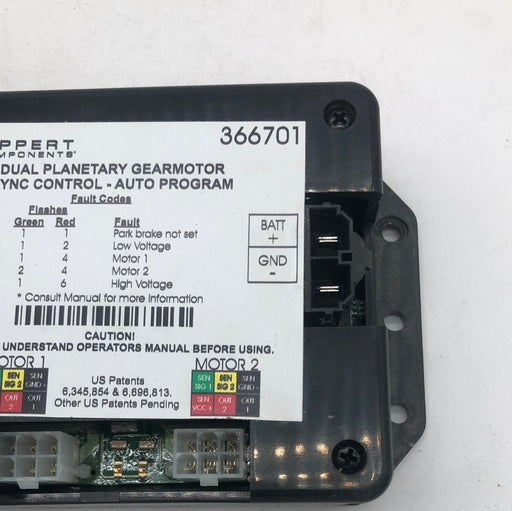 366701
PPERT
MPONENTS
DUAL PLANETARY GEARMOTOR
YNC CONTROL - AUTO PROGRAM
Fault Codes
Flashes
Green Red Fault
1 1 Park brake not set
1 2 Low Voltage
1 4 Motor 1
2 4 Motor 2
1 6 High Voltage
* Consult Manual for more information
BATT
+
GND
-
CAUTION!
UNDERSTAND OPERATORS MANUAL BEFORE USING.
OTOR 1
SEN SIG 2
SEN GND -
OUT 2
OUT 1
US Patents
6,345,854 & 6,696,813.
Other US Patents Pending
MOTOR 2
SEN SIG 1
SEN SIG 2
SEN GND -
SEN VCC +
OUT 2
OUT 1